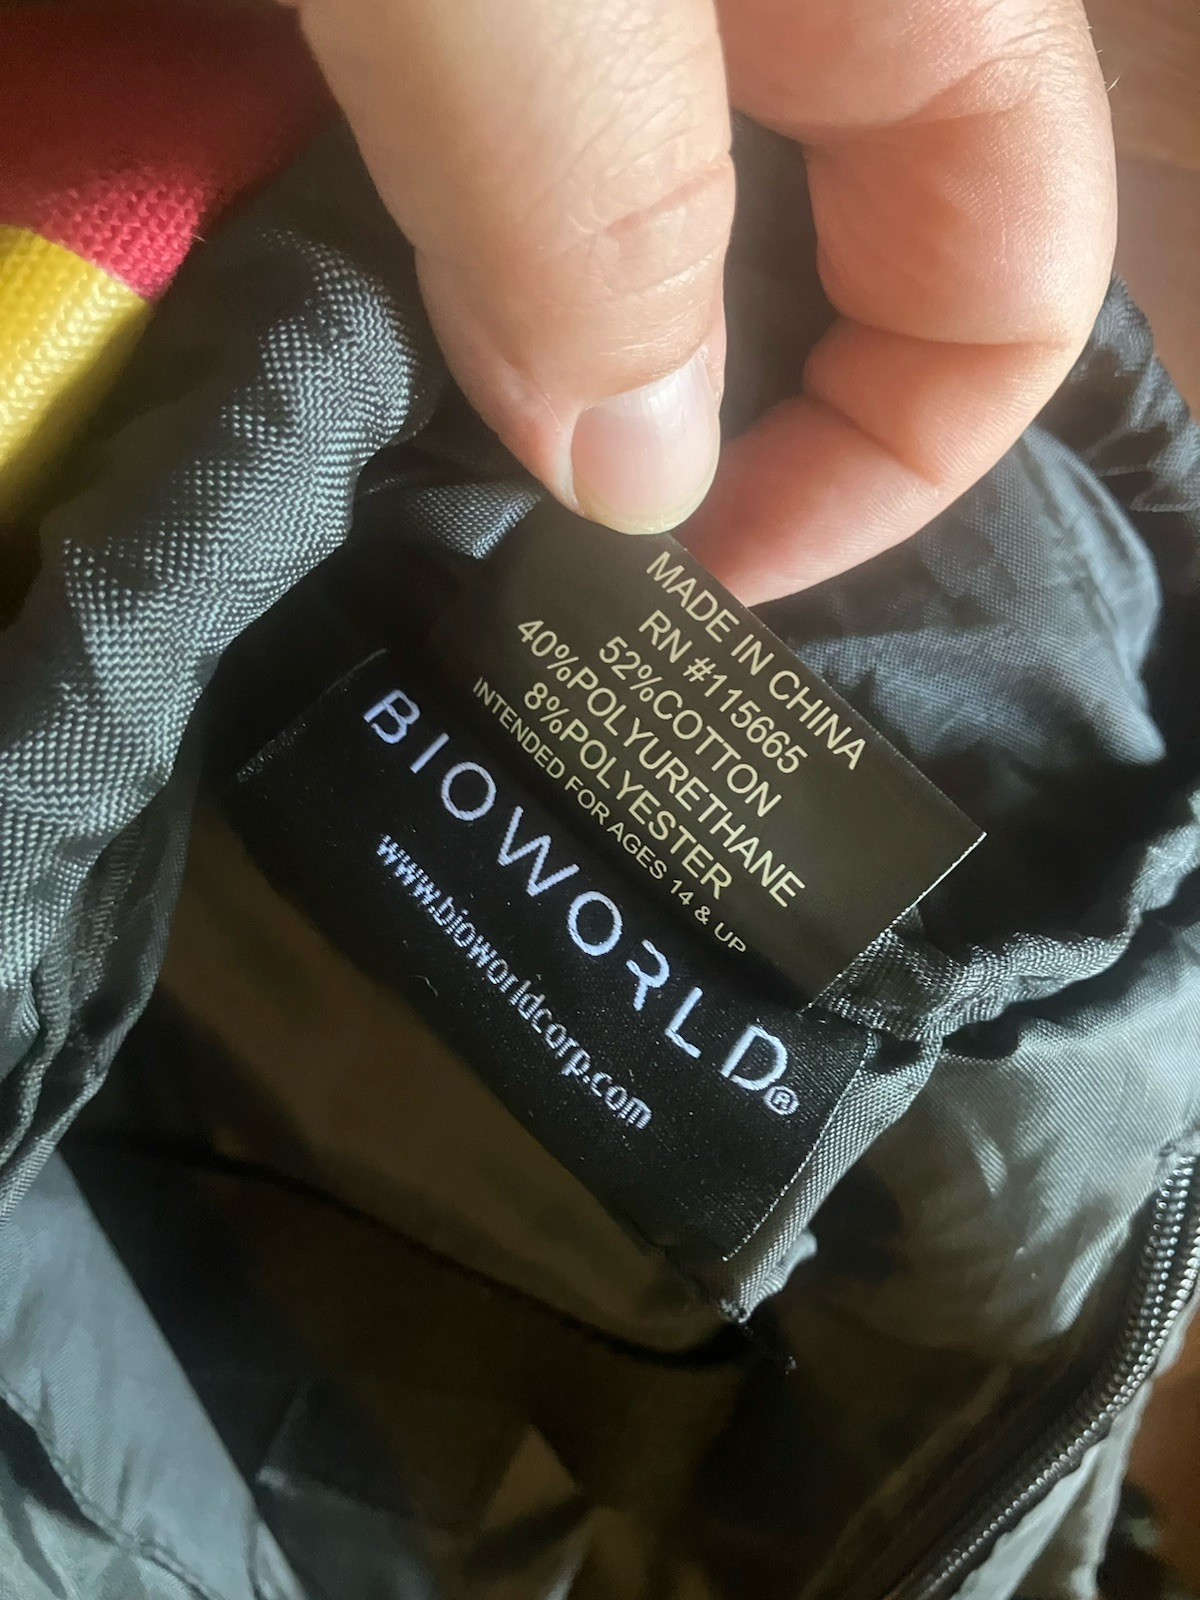 MADE IN CHINA
RN #115665
52%COTTON
40%POLYURETHANE
8%POLYESTER
INTENDED FOR AGES 14 & UP
BIOWORLD®
www.bioworldcorp.com